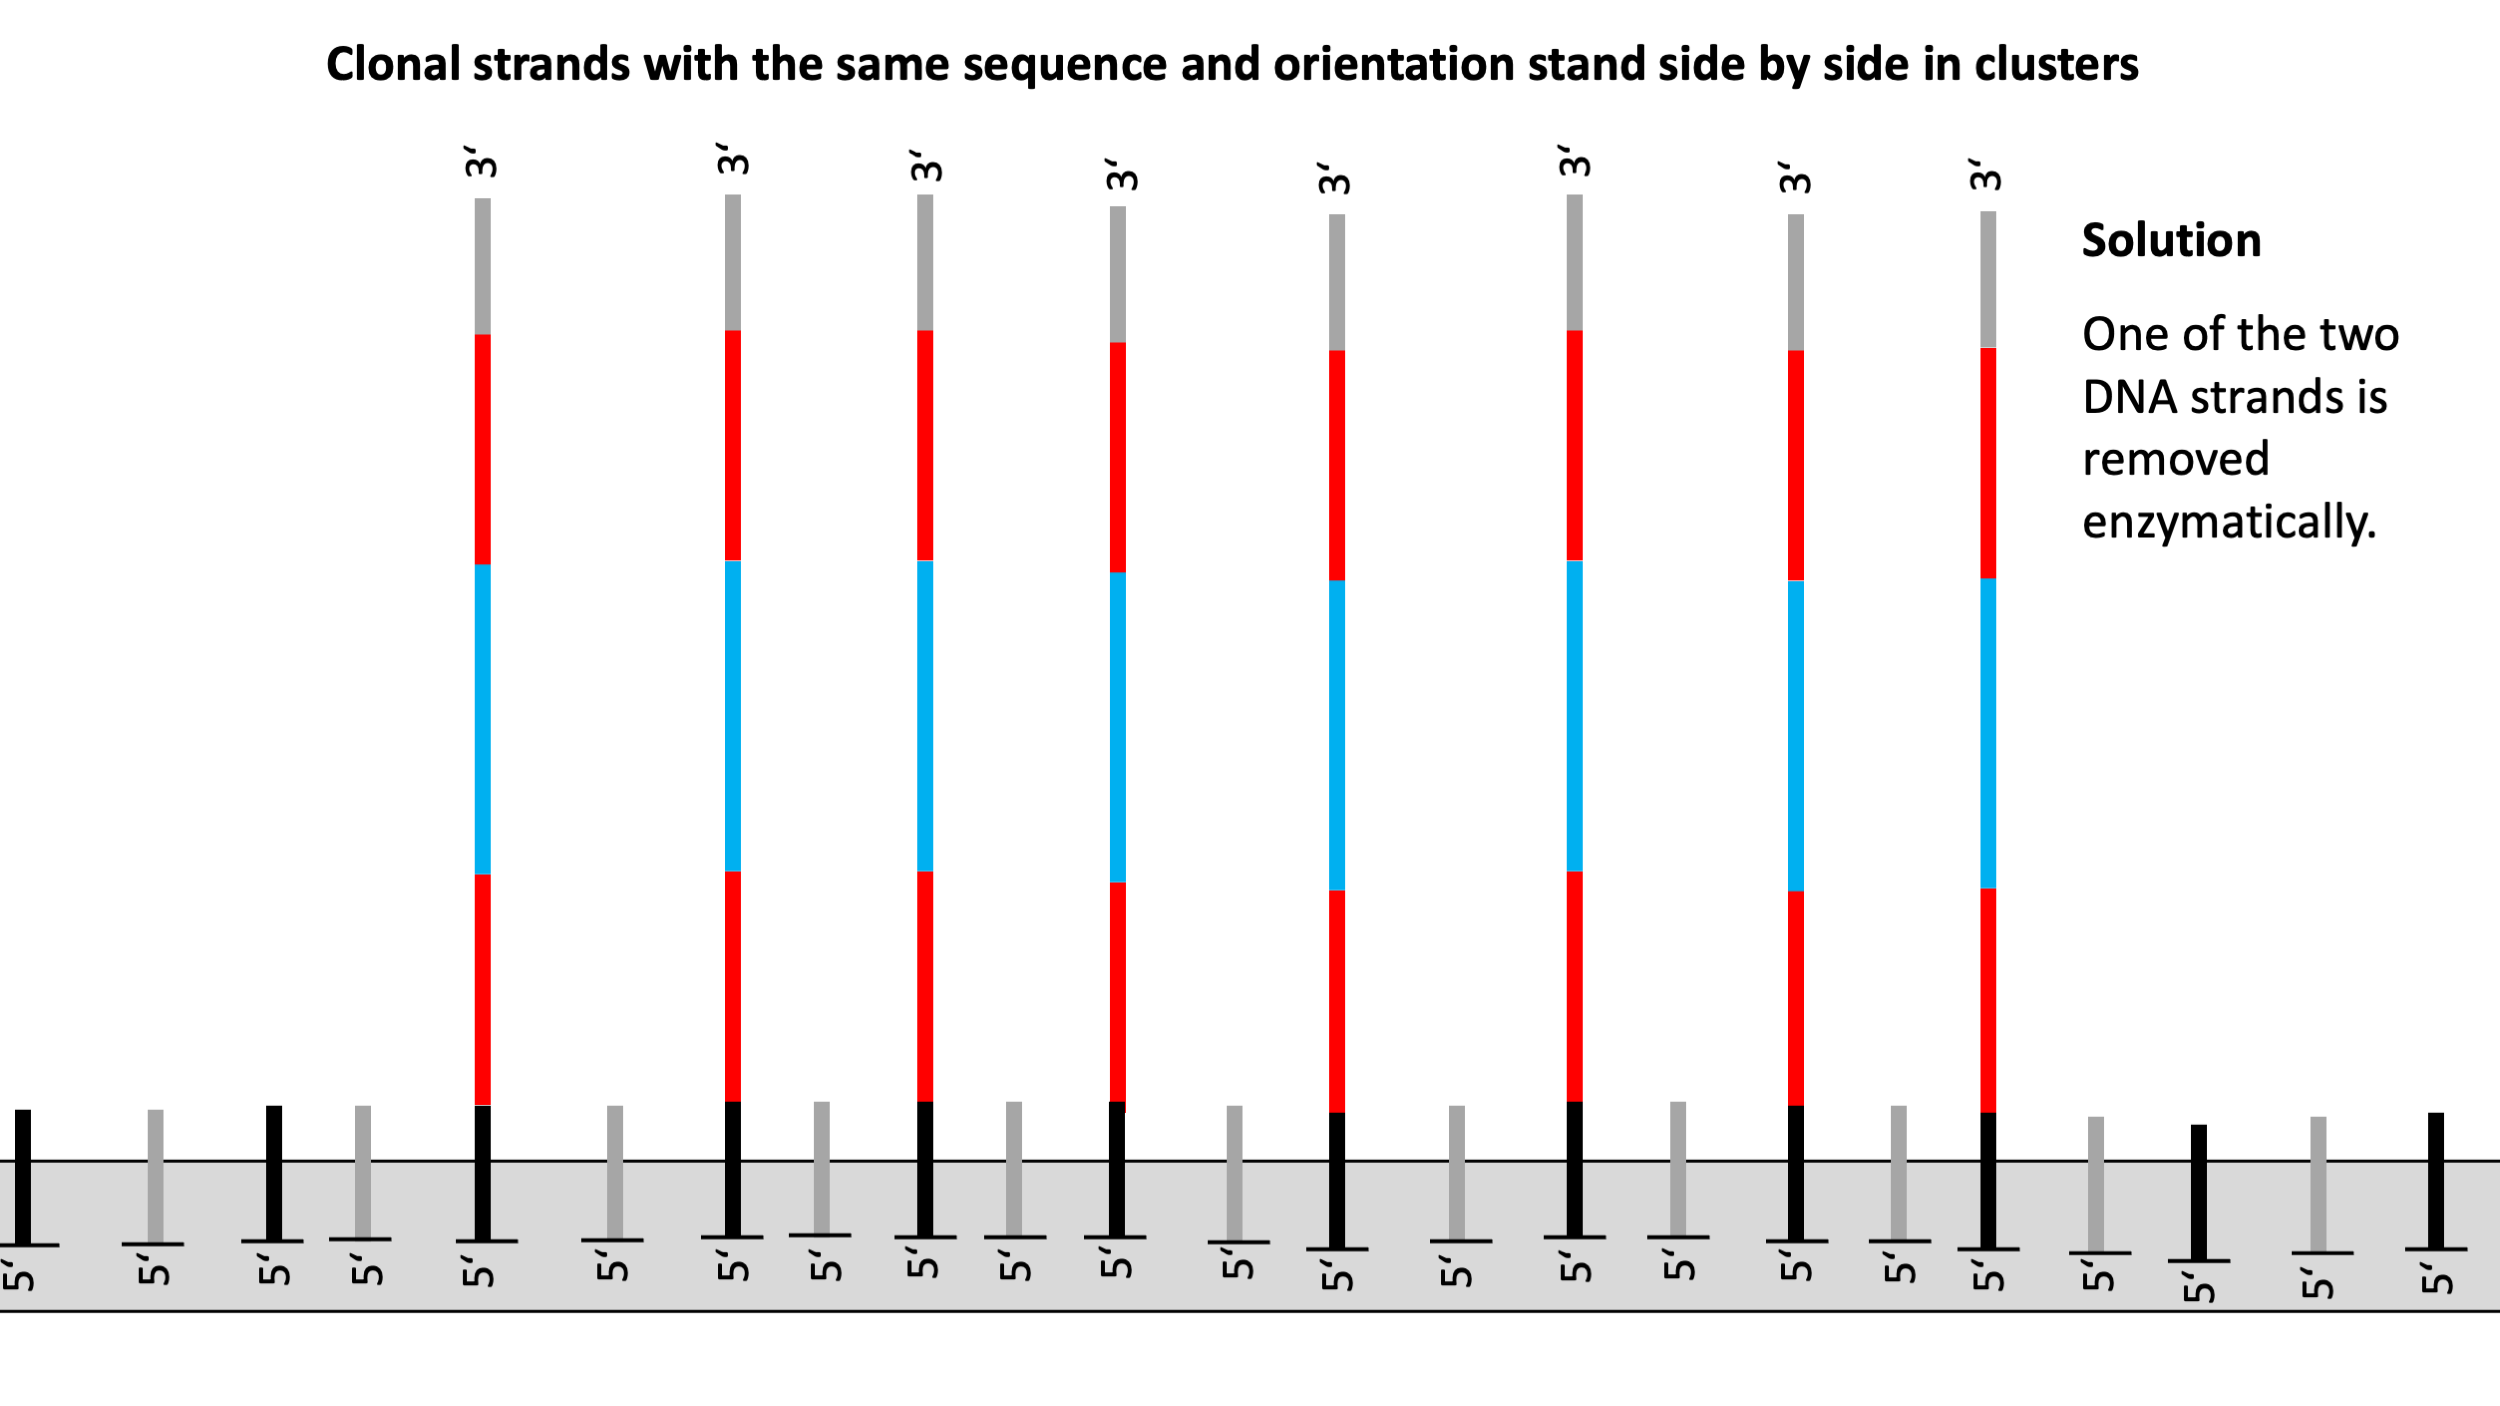 Clonal strands with the same sequence and orientation stand side by side in clusters
3‘ 3‘ 3‘ 3‘ 3‘ 3‘ 3‘ 3‘
Solution
One of the two
DNA strands is
removed
enzymatically.
5‘ 5‘ 5‘ 5‘ 5‘ 5‘ 5‘ 5‘ 5‘ 5‘ 5‘ 5‘ 5‘ 5‘ 5‘ 5‘ 5‘ 5‘ 5‘ 5‘ 5‘ 5‘ 5‘